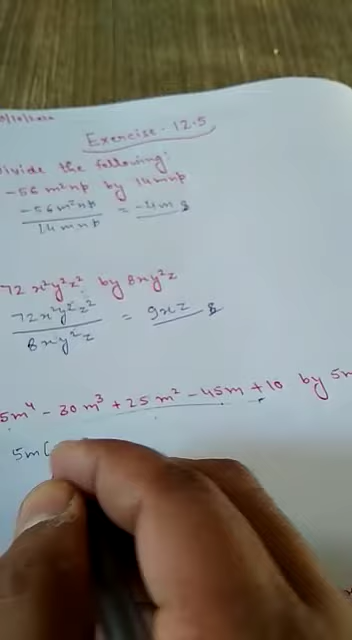 Exercise - 12.5
Divide the following:
-56 m²np by 14mnp
-56m²np / 14mnp = -4m
72 x²y²z² by 8xy²z
72x²y²z² / 8xy²z = 9xz
5m⁴ - 30m³ + 25m² - 45m + 10 by 5m
5m(